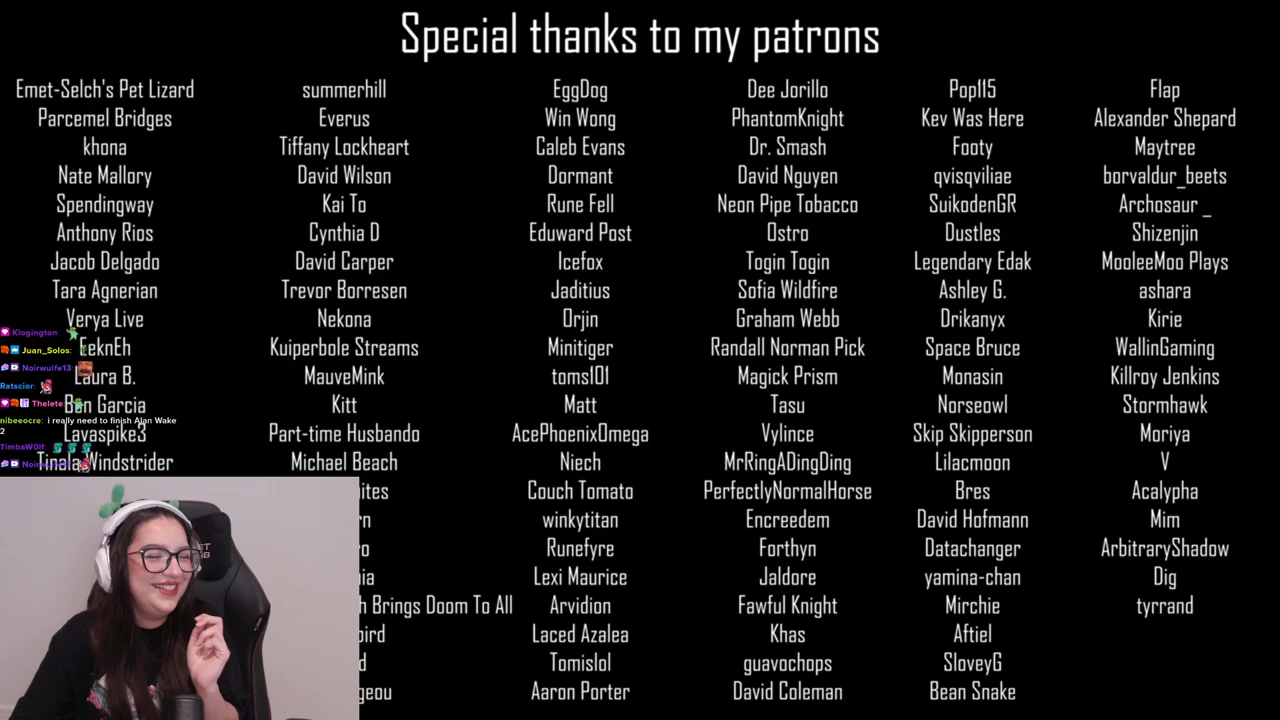 Special thanks to my patrons
Emet-Selch's Pet Lizard
Parcemel Bridges
khona
Nate Mallory
Spendingway
Anthony Rios
Jacob Delgado
Tara Agnerian
Verya Live
EeknEh
Laura B.
Ben Garcia
Lavaspike3
Tinala Windstrider
summerhill
Everus
Tiffany Lockheart
David Wilson
Kai To
Cynthia D
David Carper
Trevor Borresen
Nekona
Kuiperbole Streams
MauveMink
Kitt
Part-time Husbando
Michael Beach
Brings Doom To All
EggDog
Win Wong
Caleb Evans
Dormant
Rune Fell
Eduward Post
Icefox
Jaditius
Orjin
Minitiger
toms101
Matt
AcePhoenixOmega
Niech
Couch Tomato
winkytitan
Runefyre
Lexi Maurice
Arvidion
Laced Azalea
Tomislol
Aaron Porter
Dee Jorillo
PhantomKnight
Dr. Smash
David Nguyen
Neon Pipe Tobacco
Ostro
Togin Togin
Sofia Wildfire
Graham Webb
Randall Norman Pick
Magick Prism
Tasu
Vylince
MrRingADingDing
PerfectlyNormalHorse
Encreedem
Forthyn
Jaldore
Fawful Knight
Khas
guavochops
David Coleman
Pop115
Kev Was Here
Footy
qvisqviliae
SuikodenGR
Dustles
Legendary Edak
Ashley G.
Drikanyx
Space Bruce
Monasin
Norseowl
Skip Skipperson
Lilacmoon
Bres
David Hofmann
Datachanger
yamina-chan
Mirchie
Aftiel
SloveyG
Bean Snake
Flap
Alexander Shepard
Maytree
borvaldur_beets
Archosaur _
Shizenjin
MooleeMoo Plays
ashara
Kirie
WallinGaming
Killroy Jenkins
Stormhawk
Moriya
V
Acalypha
Mim
ArbitraryShadow
Dig
tyrrand
Klogington:
Juan_Solos:
Noirwulfe13:
Ratscior:
Thelete:
nibeeocre: i really need to finish Alan Wake
2
TimbaW0lf: